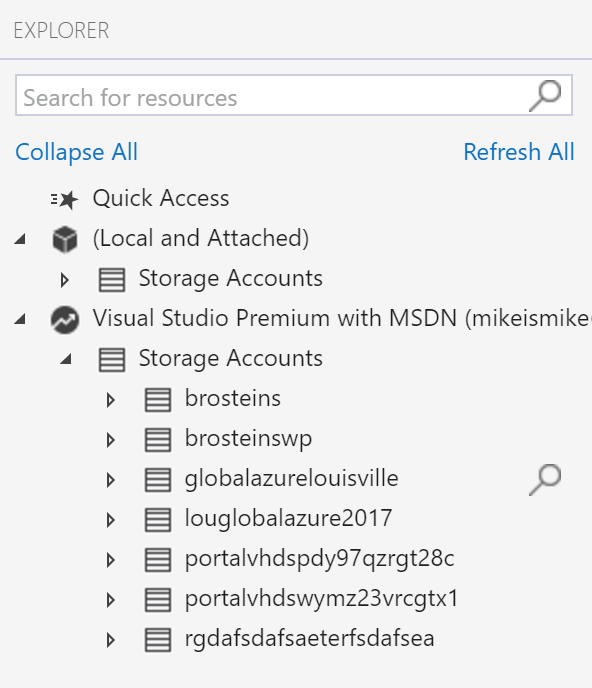 EXPLORER
Search for resources
Collapse All Refresh All
Quick Access
(Local and Attached)
Storage Accounts
Visual Studio Premium with MSDN (mikeismike
Storage Accounts
brosteins
brosteinswp
globalazurelouisville
louglobalazure2017
portalvhdspdy97qzrgt28c
portalvhdswymz23vrcgtx1
rgdafsdafsaeterfsdafsea